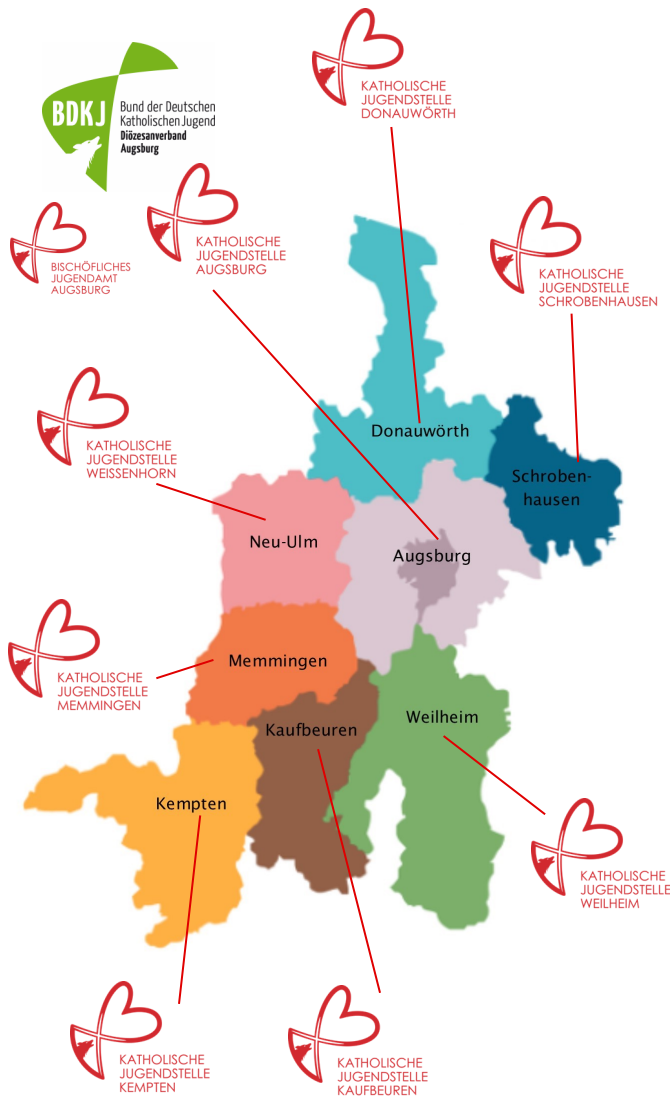 KATHOLISCHE
JUGENDSTELLE
DONAUWÖRTH
BDKJ
Bund der Deutschen
Katholischen Jugend
Diözesanverband
Augsburg
KATHOLISCHE
JUGENDSTELLE
AUGSBURG
BISCHÖFLICHES
JUGENDAMT
AUGSBURG
KATHOLISCHE
JUGENDSTELLE
SCHROBENHAUSEN
Donauwörth
KATHOLISCHE
JUGENDSTELLE
WEISSENHORN
Schroben-
hausen
Neu-Ulm
Augsburg
KATHOLISCHE
JUGENDSTELLE
MEMMINGEN
Memmingen
Kaufbeuren
Weilheim
Kempten
KATHOLISCHE
JUGENDSTELLE
WEILHEIM
KATHOLISCHE
JUGENDSTELLE
KEMPTEN
KATHOLISCHE
JUGENDSTELLE
KAUFBEUREN